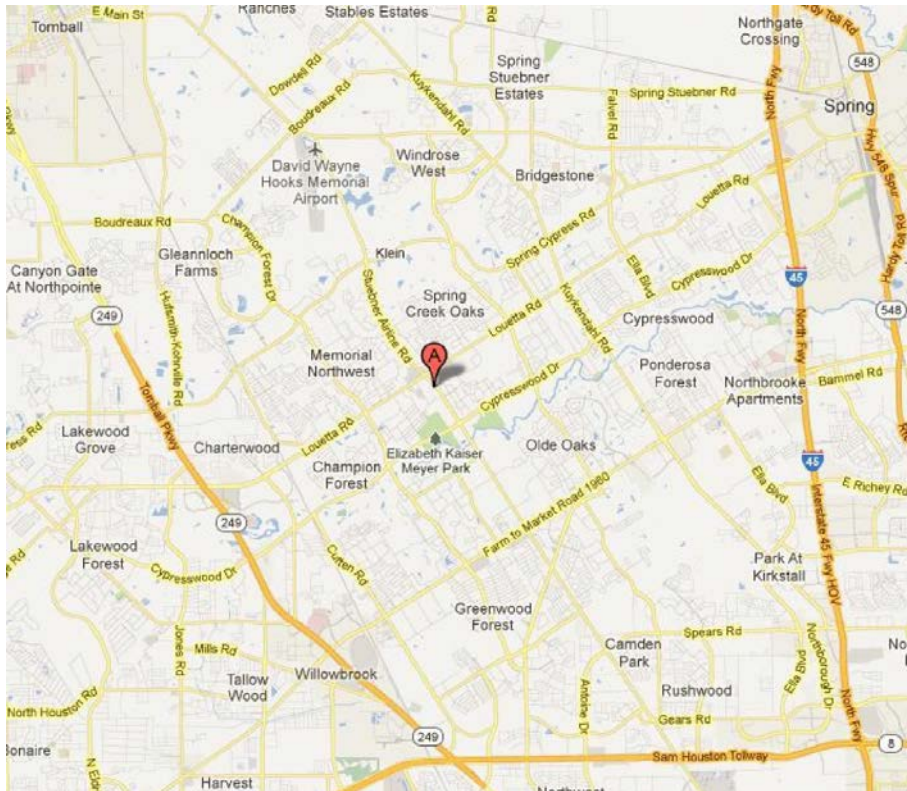 E Main St
Ranches
Stables Estates
Tomball
Northgate
Crossing
Hardy Toll Rd
548
Dowdell Rd
Kuykendahl Rd
Spring
Stuebner
Estates
Spring Stuebner Rd
North Fwy
Spring
Boudreaux Rd
Falvel Rd
Hwy 548 Spur
David Wayne
Hooks Memorial
Airport
Windrose
West
Bridgestone
Louetta Rd
Boudreaux Rd
Champion Forest Dr
Spring Cypress Rd
Gleannloch
Farms
Klein
Ella Blvd
Cypresswood Dr
Hardy Toll Rd
Canyon Gate
At Northpointe
Hufsmith-Kohrville Rd
Stuebner Airline Rd
Spring
Creek Oaks
Kuykendahl Rd
45
249
Louetta Rd
Cypresswood
548
North Fwy
A
Memorial
Northwest
Ponderosa
Forest
Northbrooke
Apartments
Bammel Rd
Tomball Pkwy
Cypresswood Dr
Lakewood
Grove
Charterwood
Louetta Rd
Elizabeth Kaiser
Meyer Park
Olde Oaks
Champion
Forest
45
Ella Blvd
E Richey Rd
249
Farm to Market Road 1960
Interstate 45 Fwy HOV
Lakewood
Forest
Cypresswood Dr
Cutten Rd
Park At
Kirkstall
Greenwood
Forest
Jones Rd
Mills Rd
Camden
Park
Spears Rd
Ella Blvd
Northborough Dr
Tallow
Wood
Willowbrook
Rushwood
North Houston Rd
Antoine Dr
Gears Rd
North Fwy
249
8
Bonaire
Sam Houston Tollway
Harvest
Northwest